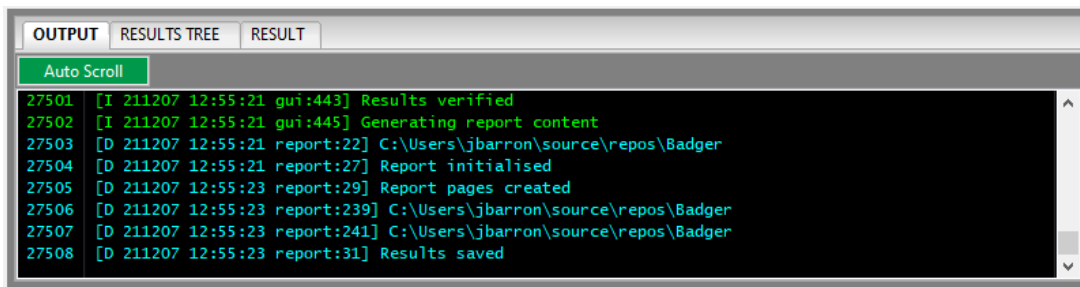 OUTPUT RESULTS TREE RESULT
Auto Scroll
27501 [I 211207 12:55:21 gui:443] Results verified
27502 [I 211207 12:55:21 gui:445] Generating report content
27503 [D 211207 12:55:21 report:22] C:\Users\jbarron\source\repos\Badger
27504 [D 211207 12:55:21 report:27] Report initialised
27505 [D 211207 12:55:23 report:29] Report pages created
27506 [D 211207 12:55:23 report:239] C:\Users\jbarron\source\repos\Badger
27507 [D 211207 12:55:23 report:241] C:\Users\jbarron\source\repos\Badger
27508 [D 211207 12:55:23 report:31] Results saved